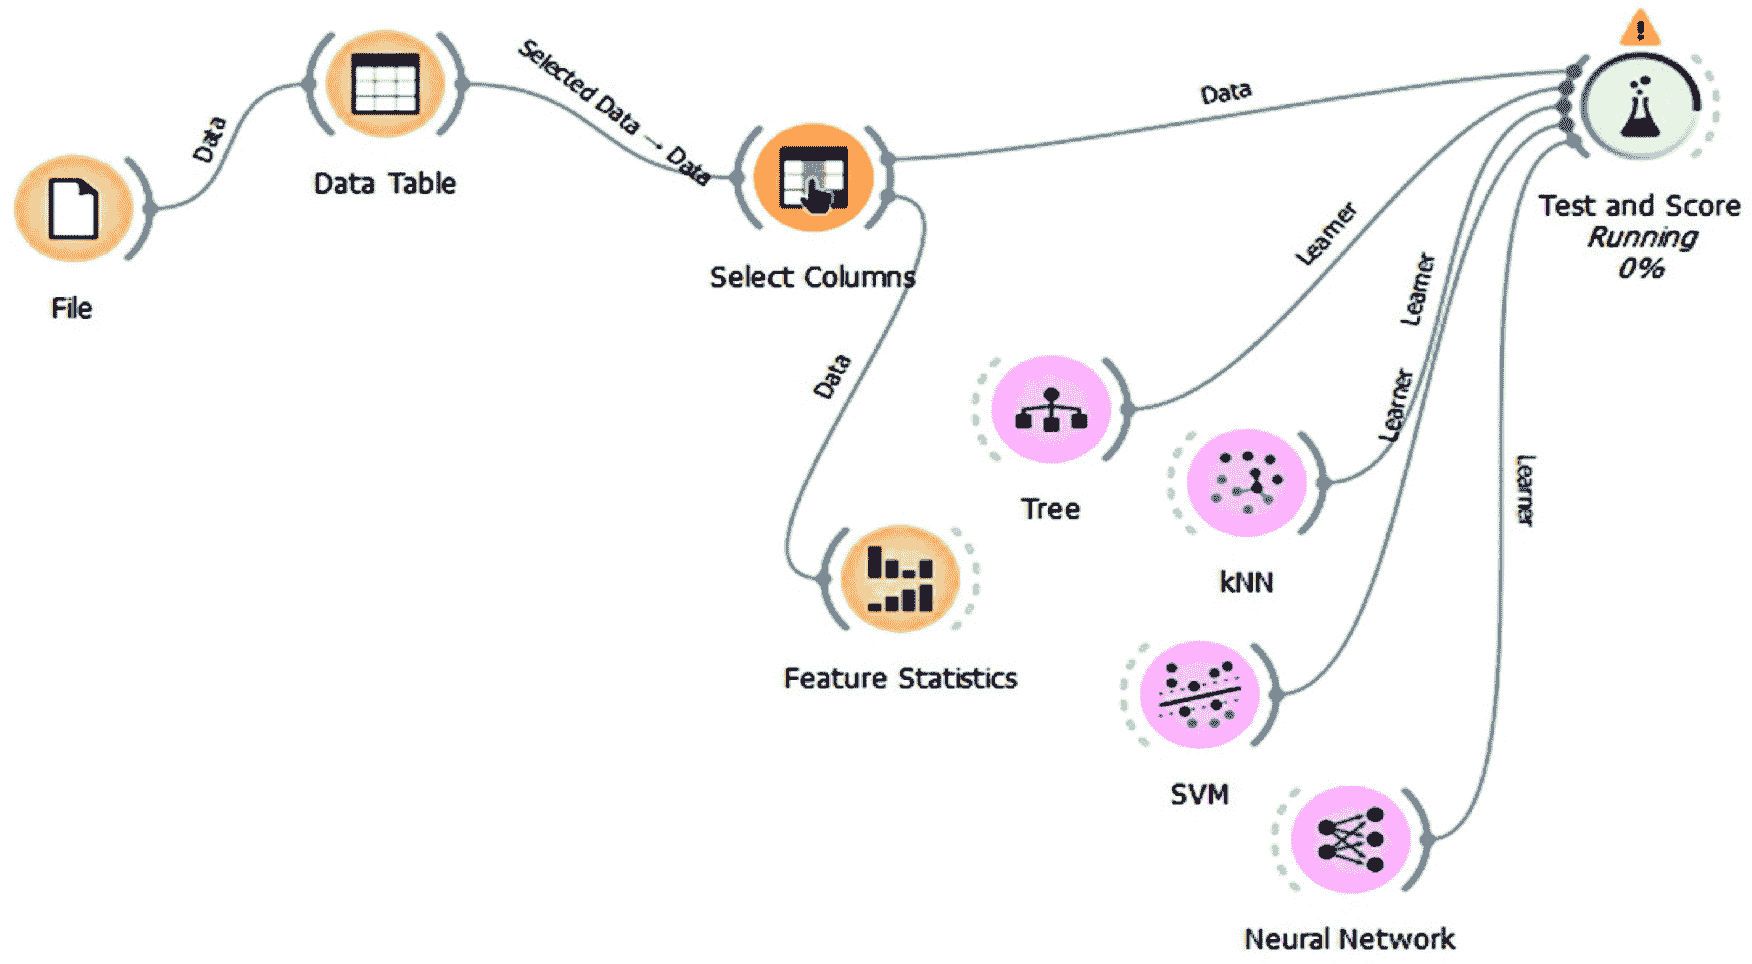 File
Data
Data Table
Selected Data → Data
Select Columns
Data
Data
Feature Statistics
Tree
Learner
kNN
Learner
SVM
Learner
Neural Network
Learner
!
Test and Score
Running
0%